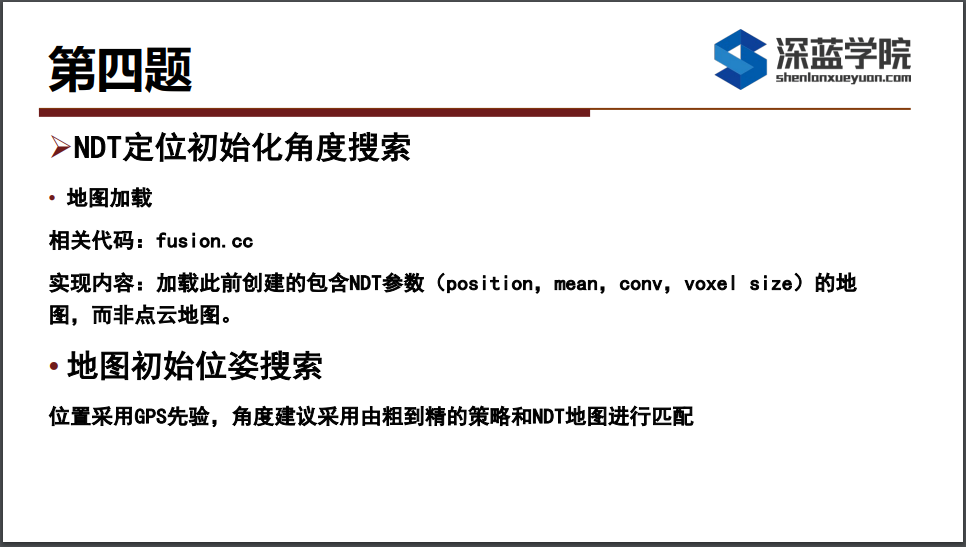 第四题
深蓝学院
shenlanxueyuan.com
➢NDT定位初始化角度搜索
• 地图加载
相关代码：fusion.cc
实现内容：加载此前创建的包含NDT参数（position，mean，conv，voxel size）的地
图，而非点云地图。
• 地图初始位姿搜索
位置采用GPS先验，角度建议采用由粗到精的策略和NDT地图进行匹配